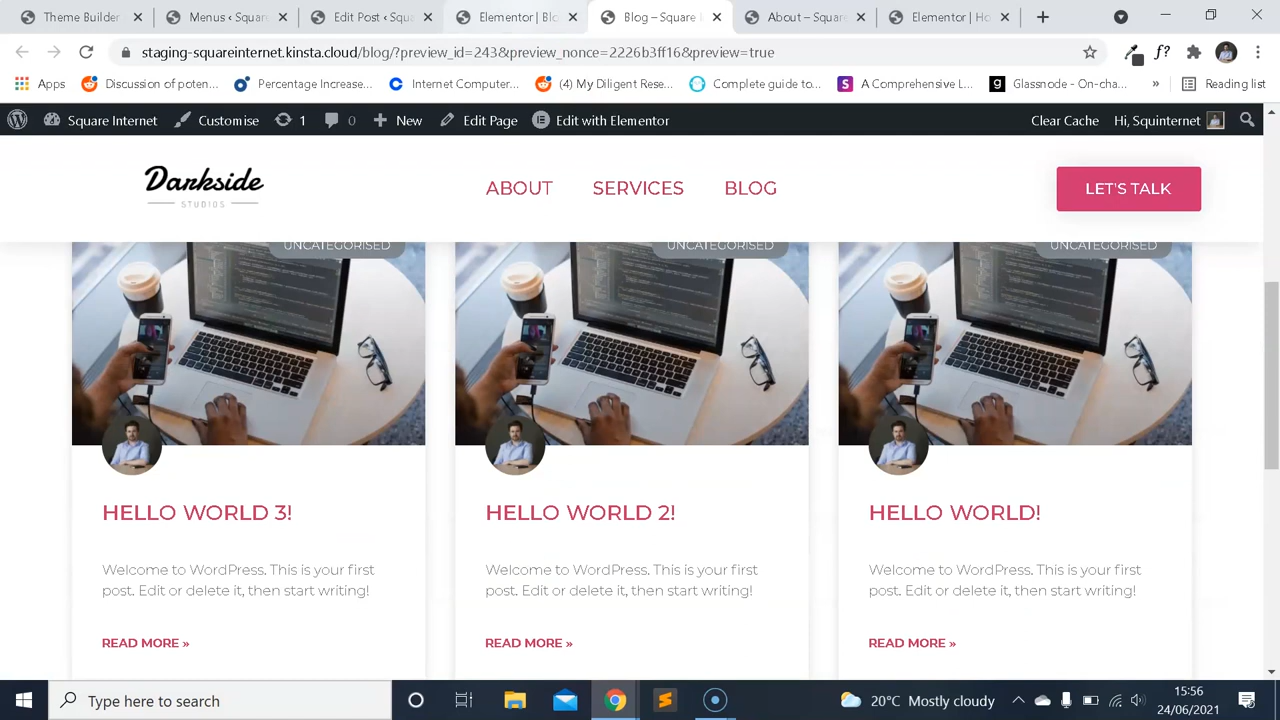 Theme Builder
Menus ‹ Squar
Edit Post ‹ Squ
Elementor | Blo
Blog – Square
About – Squar
Elementor | Ho
staging-squareinternet.kinsta.cloud/blog/?preview_id=243&preview_nonce=2226b3ff16&preview=true
f?
Apps
Discussion of poten...
Percentage Increase...
Internet Computer...
(4) My Diligent Rese...
Complete guide to...
A Comprehensive L...
Glassnode - On-cha...
»
Reading list
Square Internet
Customise
1
0
New
Edit Page
Edit with Elementor
Clear Cache
Hi, Squinternet
Darkside
STUDIOS
ABOUT
SERVICES
BLOG
LET'S TALK
UNCATEGORISED
UNCATEGORISED
UNCATEGORISED
HELLO WORLD 3!
Welcome to WordPress. This is your first
post. Edit or delete it, then start writing!
READ MORE »
HELLO WORLD 2!
Welcome to WordPress. This is your first
post. Edit or delete it, then start writing!
READ MORE »
HELLO WORLD!
Welcome to WordPress. This is your first
post. Edit or delete it, then start writing!
READ MORE »
Type here to search
20°C Mostly cloudy
15:56
24/06/2021